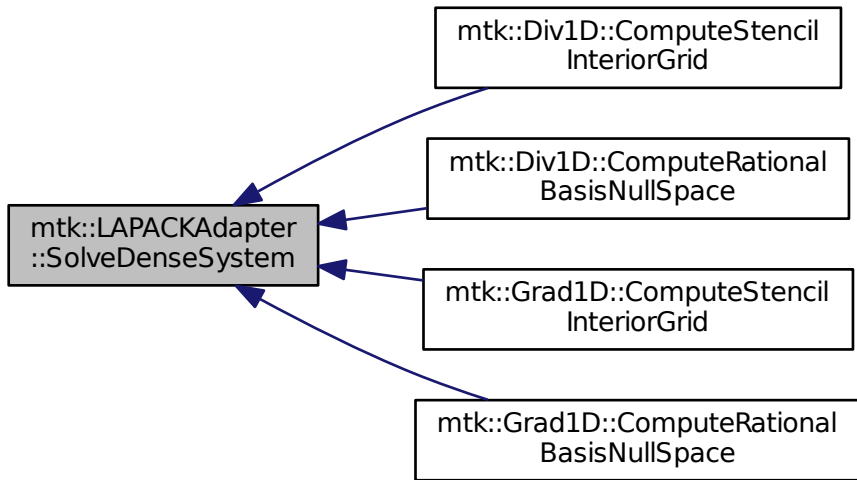 mtk::Div1D::ComputeStencil
InteriorGrid
mtk::Div1D::ComputeRational
BasisNullSpace
mtk::LAPACKAdapter
::SolveDenseSystem
mtk::Grad1D::ComputeStencil
InteriorGrid
mtk::Grad1D::ComputeRational
BasisNullSpace